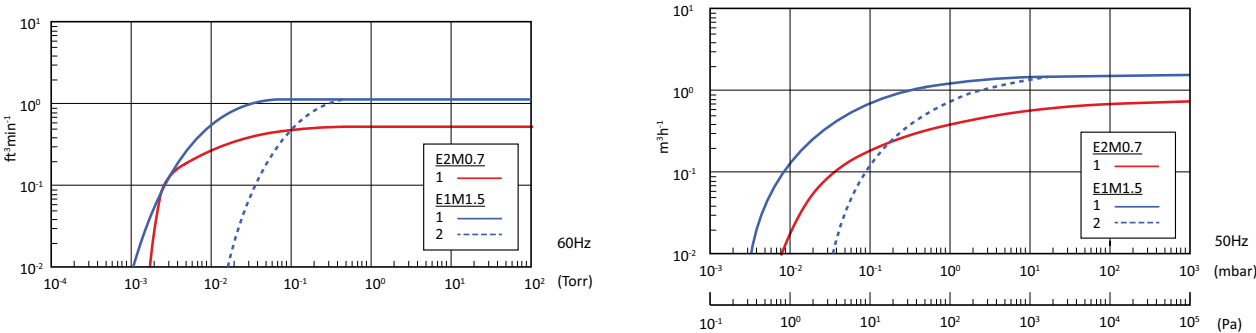 10¹
10⁰
10⁻¹
10⁻²
ft³min⁻¹
E2M0.7
1
E1M1.5
1
2
60Hz
10⁻⁴ 10⁻³ 10⁻² 10⁻¹ 10⁰ 10¹ 10² (Torr)
10¹
10⁰
10⁻¹
10⁻²
m³h⁻¹
E2M0.7
1
E1M1.5
1
2
50Hz
10⁻³ 10⁻² 10⁻¹ 10⁰ 10¹ 10² 10³ (mbar)
10⁻¹ 10⁰ 10¹ 10² 10³ 10⁴ 10⁵ (Pa)